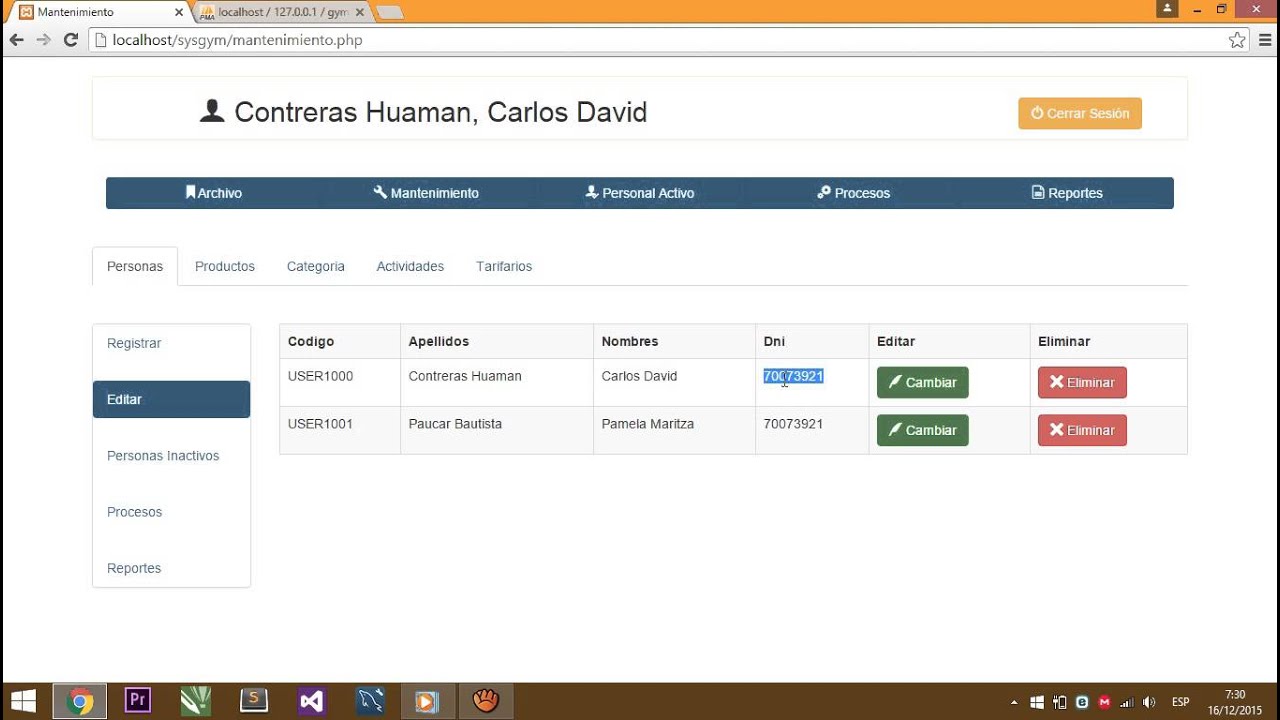 Mantenimiento
localhost / 127.0.0.1 / gym
localhost/sysgym/mantenimiento.php
Contreras Huaman, Carlos David
Cerrar Sesión
Archivo Mantenimiento Personal Activo Procesos Reportes
Personas Productos Categoria Actividades Tarifarios
Registrar
Editar
Personas Inactivos
Procesos
Reportes
Codigo Apellidos Nombres Dni Editar Eliminar
USER1000 Contreras Huaman Carlos David 70073921 Cambiar Eliminar
USER1001 Paucar Bautista Pamela Maritza 70073921 Cambiar Eliminar
Pr
S
ESP
7:30
16/12/2015